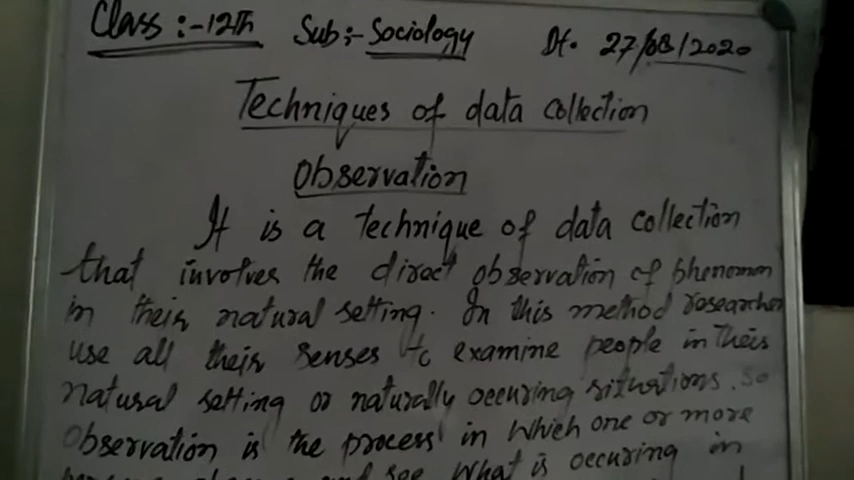 Class :- 12th Sub:- Sociology Dt. 27/08/2020
Techniques of data collection
Observation
It is a technique of data collection
that involves the direct observation of phenomon
in their natural setting. In this method researcher
use all their senses to examine people in their
natural setting or naturally occuring situations. so
Observation is the process in which one or more
and see what is occuring in